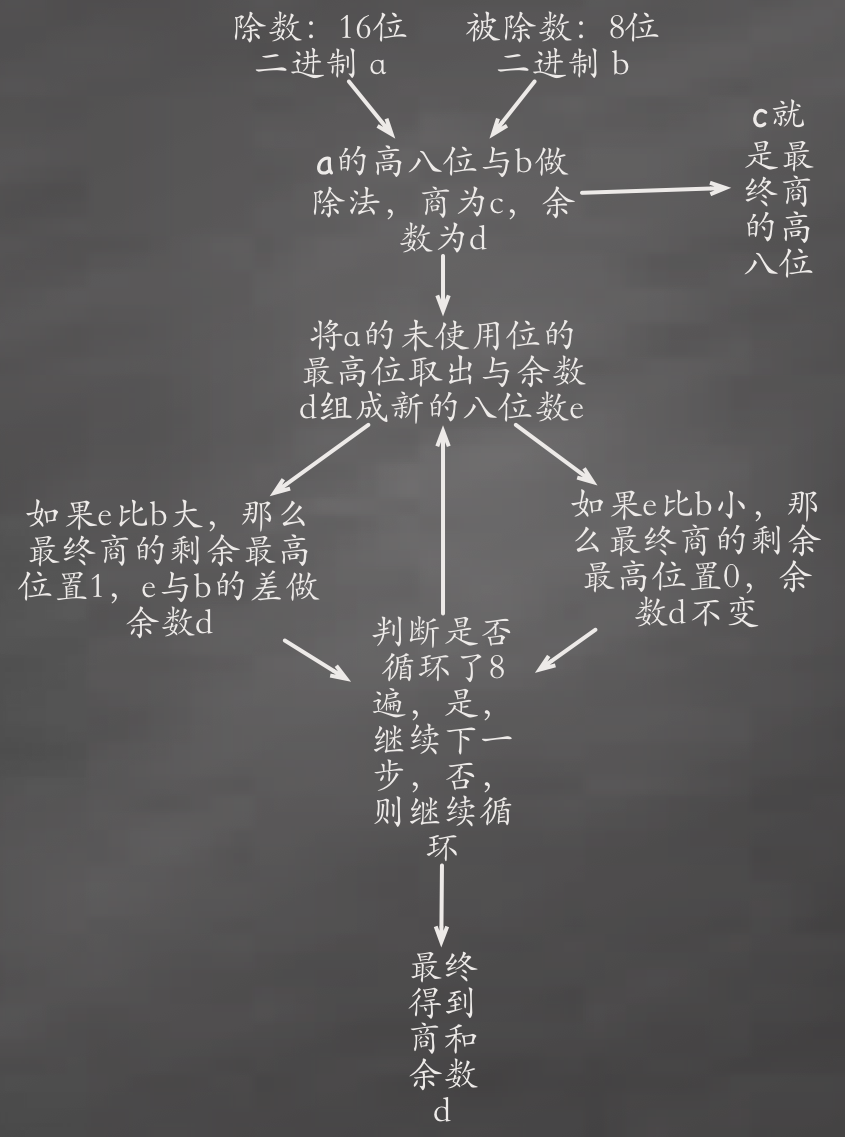 除数：16位
二进制 a
被除数：8位
二进制 b
a的高八位与b做
除法，商为c，余
数为d
c就
是最
终商
的高
八位
将a的未使用位的
最高位取出与余数
d组成新的八位数e
如果e比b大，那么
最终商的剩余最高
位置1，e与b的差做
余数d
如果e比b小，那
么最终商的剩余
最高位置0，余
数d不变
判断是否
循环了8
遍，是，
继续下一
步，否，
则继续循
环
最终
得到
商和
余数
d